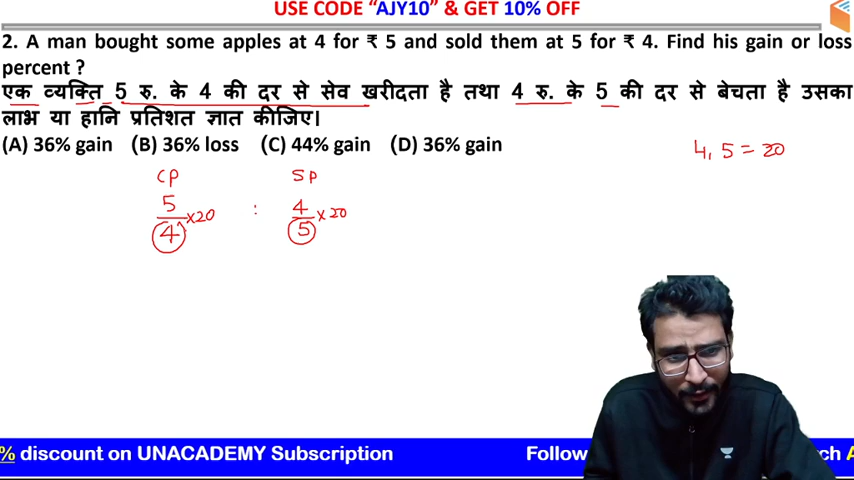 USE CODE "AJY10" & GET 10% OFF
2. A man bought some apples at 4 for ₹ 5 and sold them at 5 for ₹ 4. Find his gain or loss
percent ?
एक व्यक्ति 5 रु. के 4 की दर से सेव खरीदता है तथा 4 रु. के 5 की दर से बेचता है उसका
लाभ या हानि प्रतिशत ज्ञात कीजिए।
(A) 36% gain (B) 36% loss (C) 44% gain (D) 36% gain
4, 5 = 20
CP SP
5/4 ×20 : 4/5 ×20
% discount on UNACADEMY Subscription Follow ch A